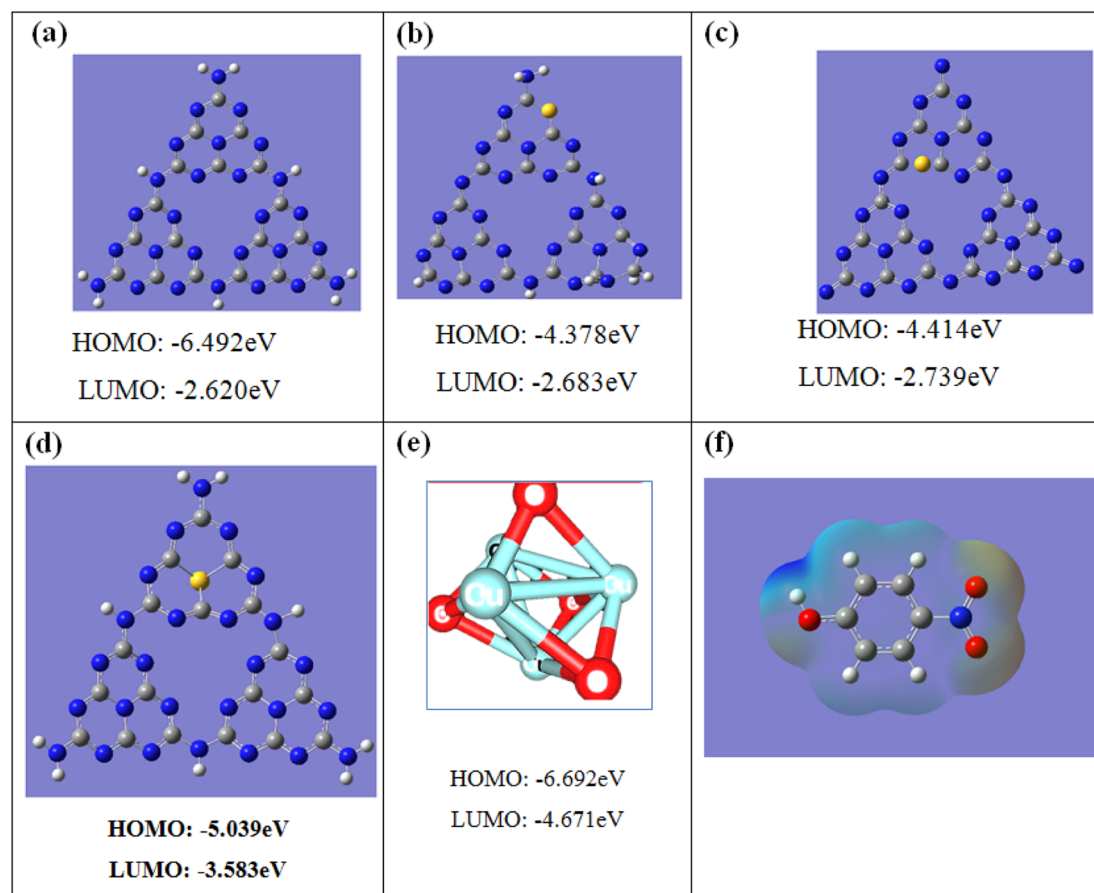 (a)
HOMO: -6.492eV
LUMO: -2.620eV
(b)
HOMO: -4.378eV
LUMO: -2.683eV
(c)
HOMO: -4.414eV
LUMO: -2.739eV
(d)
HOMO: -5.039eV
LUMO: -3.583eV
(e)
O
Cu
Cu
O
HOMO: -6.692eV
LUMO: -4.671eV
(f)